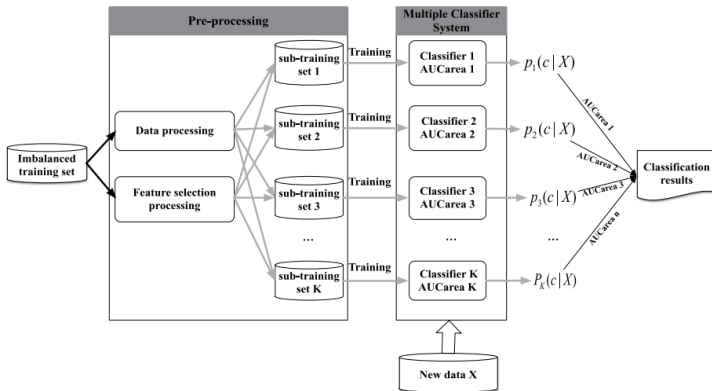 Pre-processing
Multiple Classifier
System
Imbalanced
training set
Data processing
Feature selection
processing
sub-training
set 1
sub-training
set 2
sub-training
set 3
...
sub-training
set K
Training
Training
Training
Training
Classifier 1
AUCarea 1
Classifier 2
AUCarea 2
Classifier 3
AUCarea 3
...
Classifier K
AUCarea K
p₁(c|X)
p₂(c|X)
p₃(c|X)
...
P_K(c|X)
AUCarea 1
AUCarea 2
AUCarea 3
AUCarea n
Classification
results
New data X